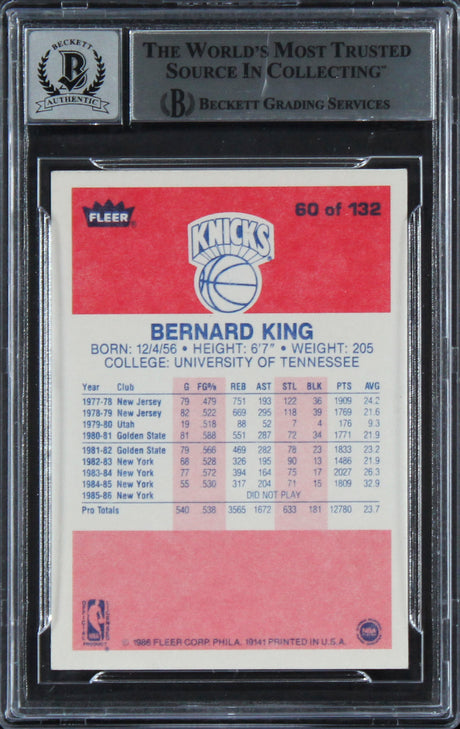 BECKETT
B
AUTHENTIC
THE WORLD'S MOST TRUSTED
SOURCE IN COLLECTING™
B BECKETT GRADING SERVICES
FLEER®
60 of 132
KNICKS®
BERNARD KING
BORN: 12/4/56 • HEIGHT: 6'7" • WEIGHT: 205
COLLEGE: UNIVERSITY OF TENNESSEE
Year Club G FG% REB AST STL BLK PTS AVG
1977-78 New Jersey 79 .479 751 193 122 36 1909 24.2
1978-79 New Jersey 82 .522 669 295 118 39 1769 21.6
1979-80 Utah 19 .518 88 52 7 4 176 9.3
1980-81 Golden State 81 .588 551 287 72 34 1771 21.9
1981-82 Golden State 79 .566 469 282 78 23 1833 23.2
1982-83 New York 68 .528 326 195 90 13 1486 21.9
1983-84 New York 77 .572 394 164 75 17 2027 26.3
1984-85 New York 55 .530 317 204 71 15 1809 32.9
1985-86 New York DID NOT PLAY
Pro Totals 540 .538 3565 1672 633 181 12780 23.7
OFFICIAL
NBA
PRODUCT
LICENSED
© 1986 FLEER CORP. PHILA. 19141 PRINTED IN U.S.A.
NBA